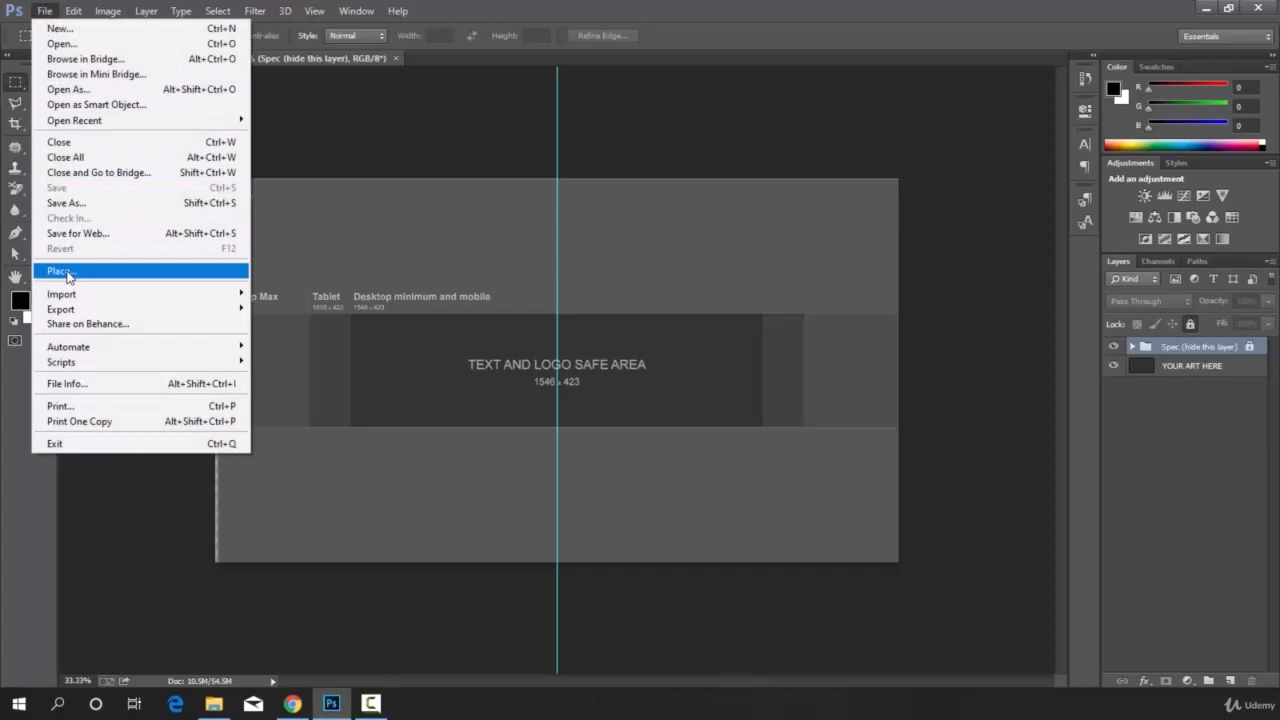 Ps File Edit Image Layer Type Select Filter 3D View Window Help
Style: Normal Width: Height: Refine Edge... Essentials
(Spec (hide this layer), RGB/8*) ×
New... Ctrl+N
Open... Ctrl+O
Browse in Bridge... Alt+Ctrl+O
Browse in Mini Bridge...
Open As... Alt+Shift+Ctrl+O
Open as Smart Object...
Open Recent
Close Ctrl+W
Close All Alt+Ctrl+W
Close and Go to Bridge... Shift+Ctrl+W
Save Ctrl+S
Save As... Shift+Ctrl+S
Check In...
Save for Web... Alt+Shift+Ctrl+S
Revert F12
Import
Export
Share on Behance...
Automate
Scripts
File Info... Alt+Shift+Ctrl+I
Print... Ctrl+P
Print One Copy Alt+Shift+Ctrl+P
Exit Ctrl+Q
p Max Tablet Desktop minimum and mobile
1546 x 423
TEXT AND LOGO SAFE AREA
1546 x 423
Color Swatches
R 0
G 0
B 0
Adjustments Styles
Add an adjustment
Layers Channels Paths
Kind
Pass Through Opacity: 100%
Lock: Fill: 100%
Spec (hide this layer)
YOUR ART HERE
fx
33.33% Doc: 10.5M/54.5M
Ps
Udemy